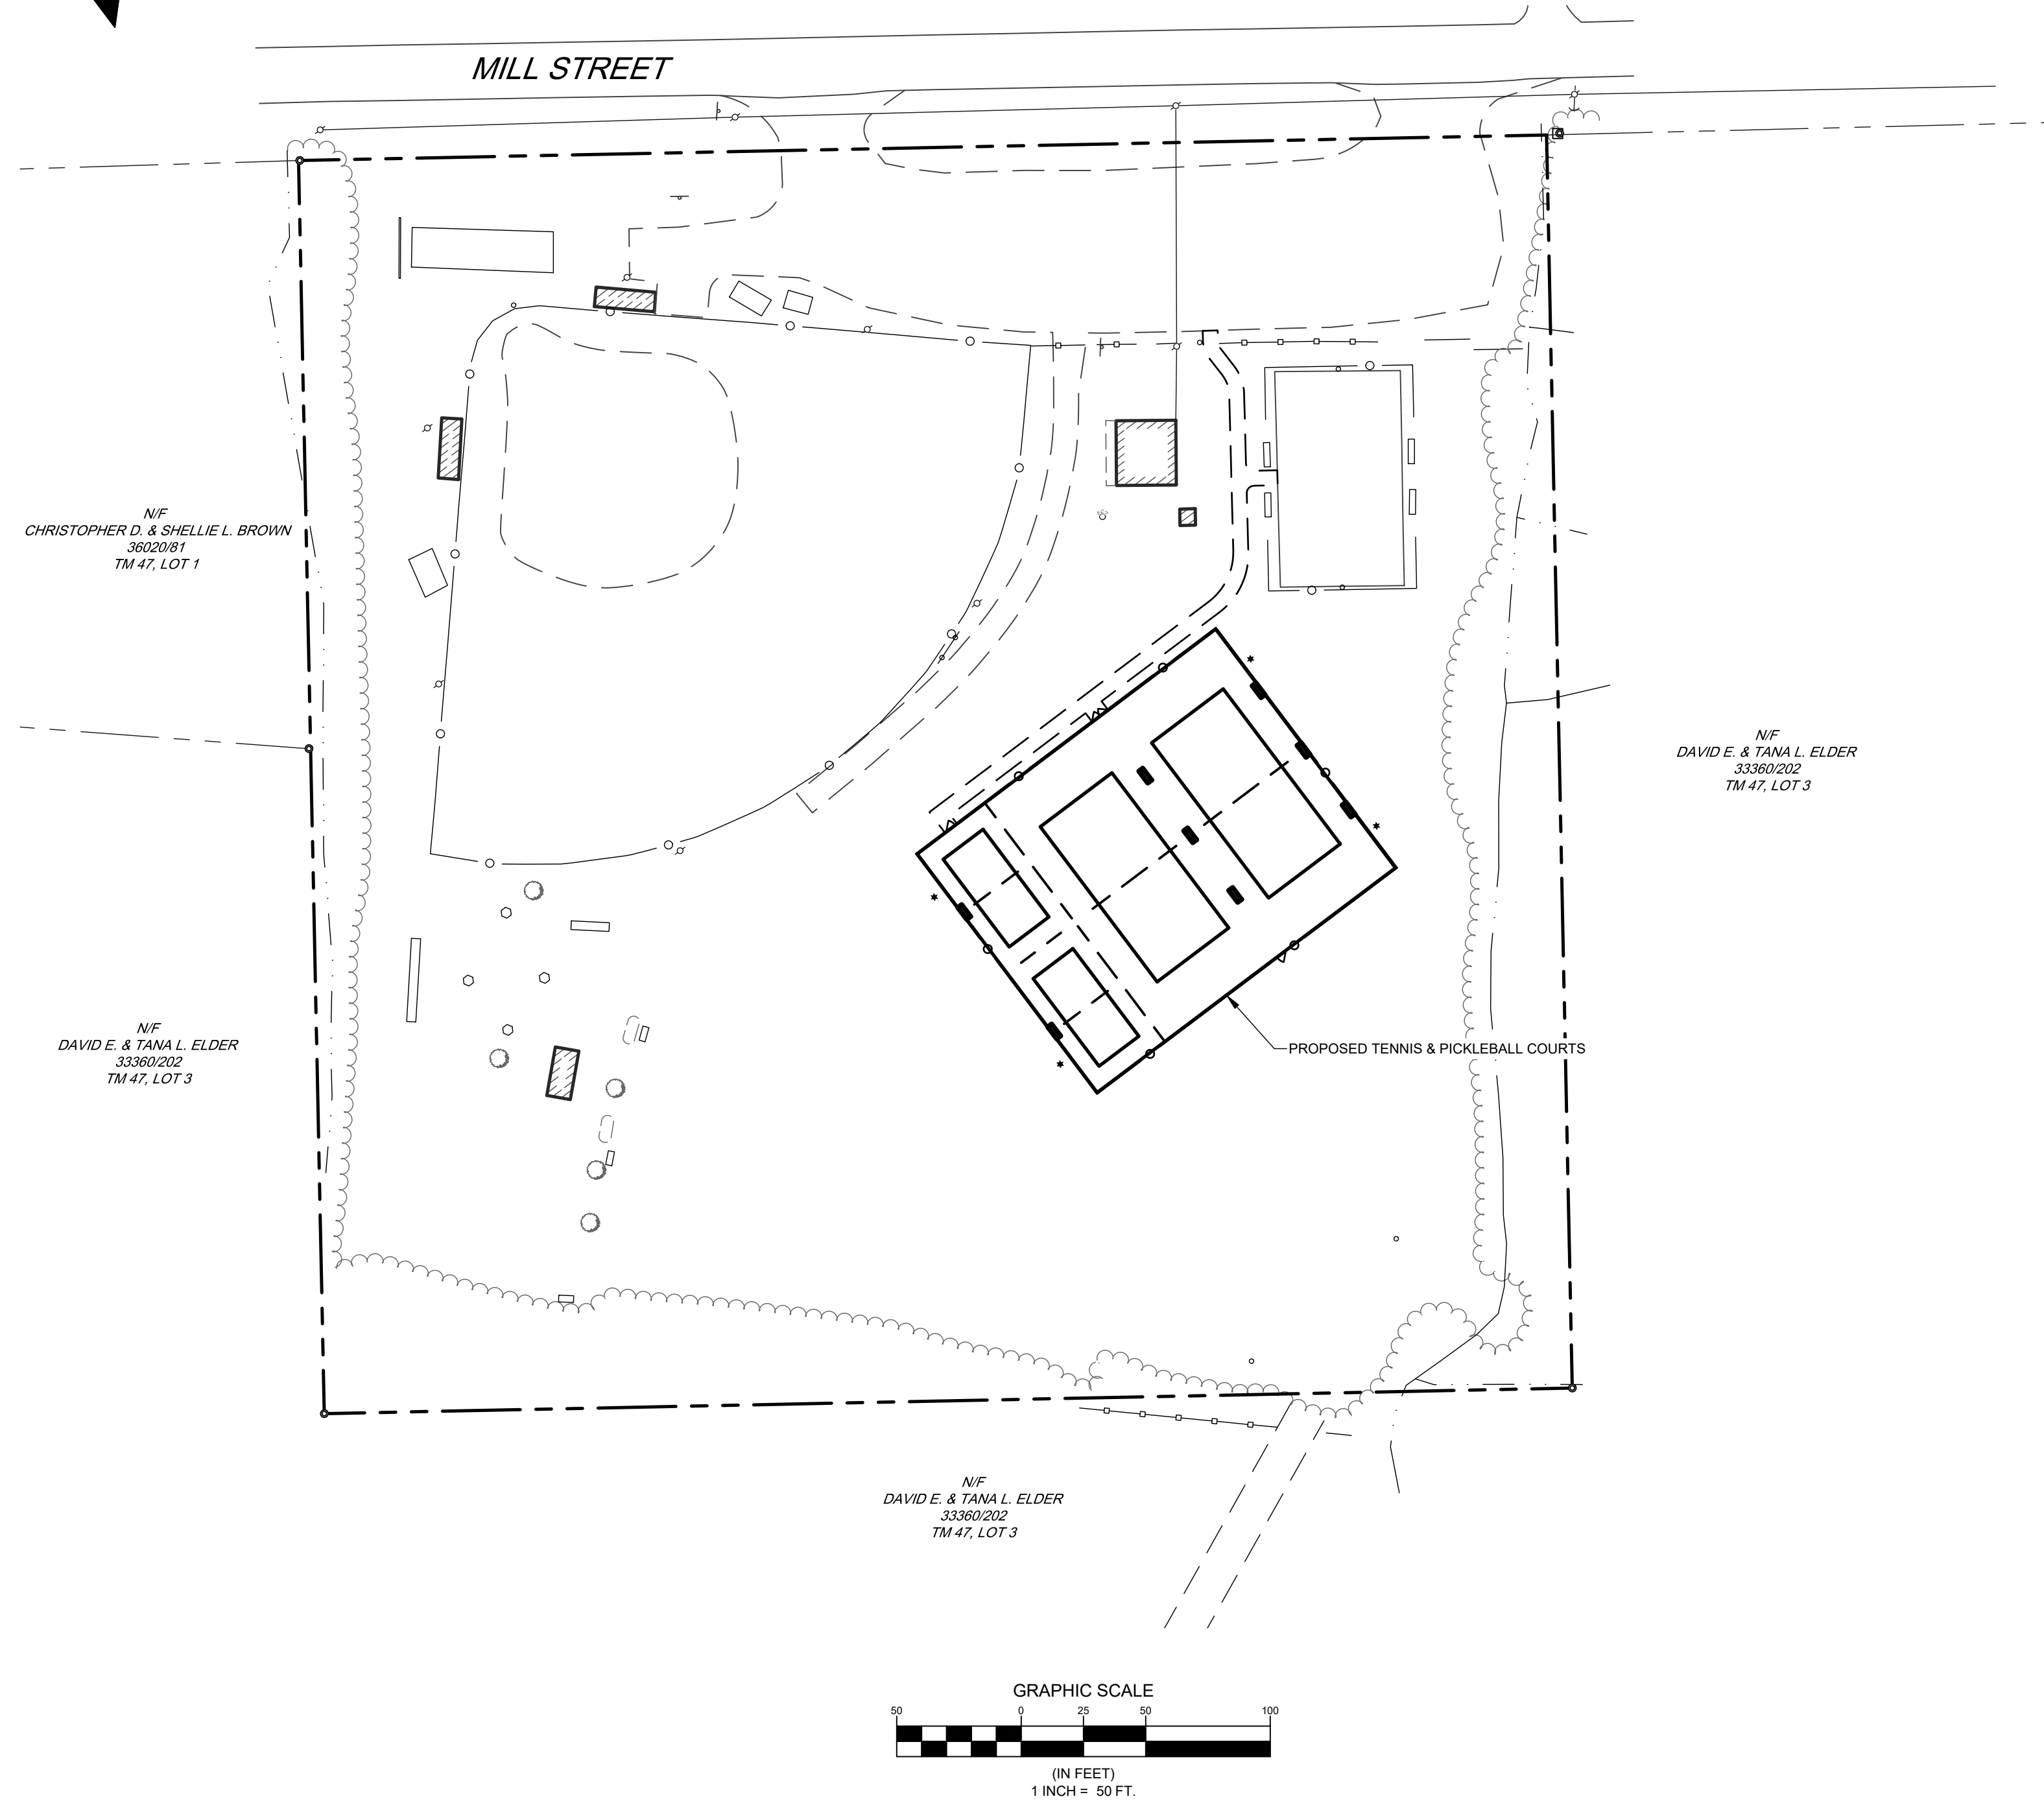 MILL STREET
N/F
CHRISTOPHER D. & SHELLIE L. BROWN
36020/81
TM 47, LOT 1
N/F
DAVID E. & TANA L. ELDER
33360/202
TM 47, LOT 3
N/F
DAVID E. & TANA L. ELDER
33360/202
TM 47, LOT 3
PROPOSED TENNIS & PICKLEBALL COURTS
N/F
DAVID E. & TANA L. ELDER
33360/202
TM 47, LOT 3
GRAPHIC SCALE
50 0 25 50 100
(IN FEET)
1 INCH = 50 FT.